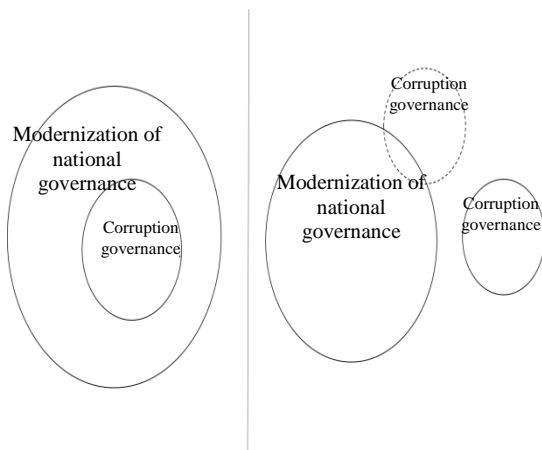 Modernization of
national
governance
Corruption
governance
Corruption
governance
Modernization of
national
governance
Corruption
governance